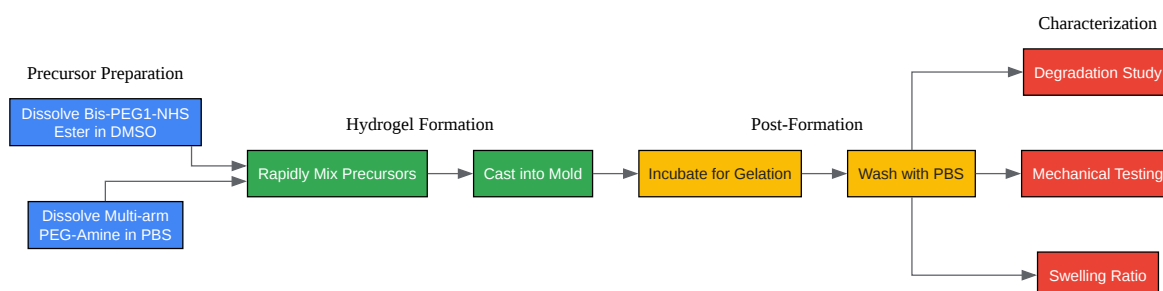 Characterization
Precursor Preparation
Degradation Study
Dissolve Bis-PEG1-NHS
Ester in DMSO
Hydrogel Formation
Post-Formation
Rapidly Mix Precursors
Cast into Mold
Incubate for Gelation
Wash with PBS
Mechanical Testing
Dissolve Multi-arm
PEG-Amine in PBS
Swelling Ratio